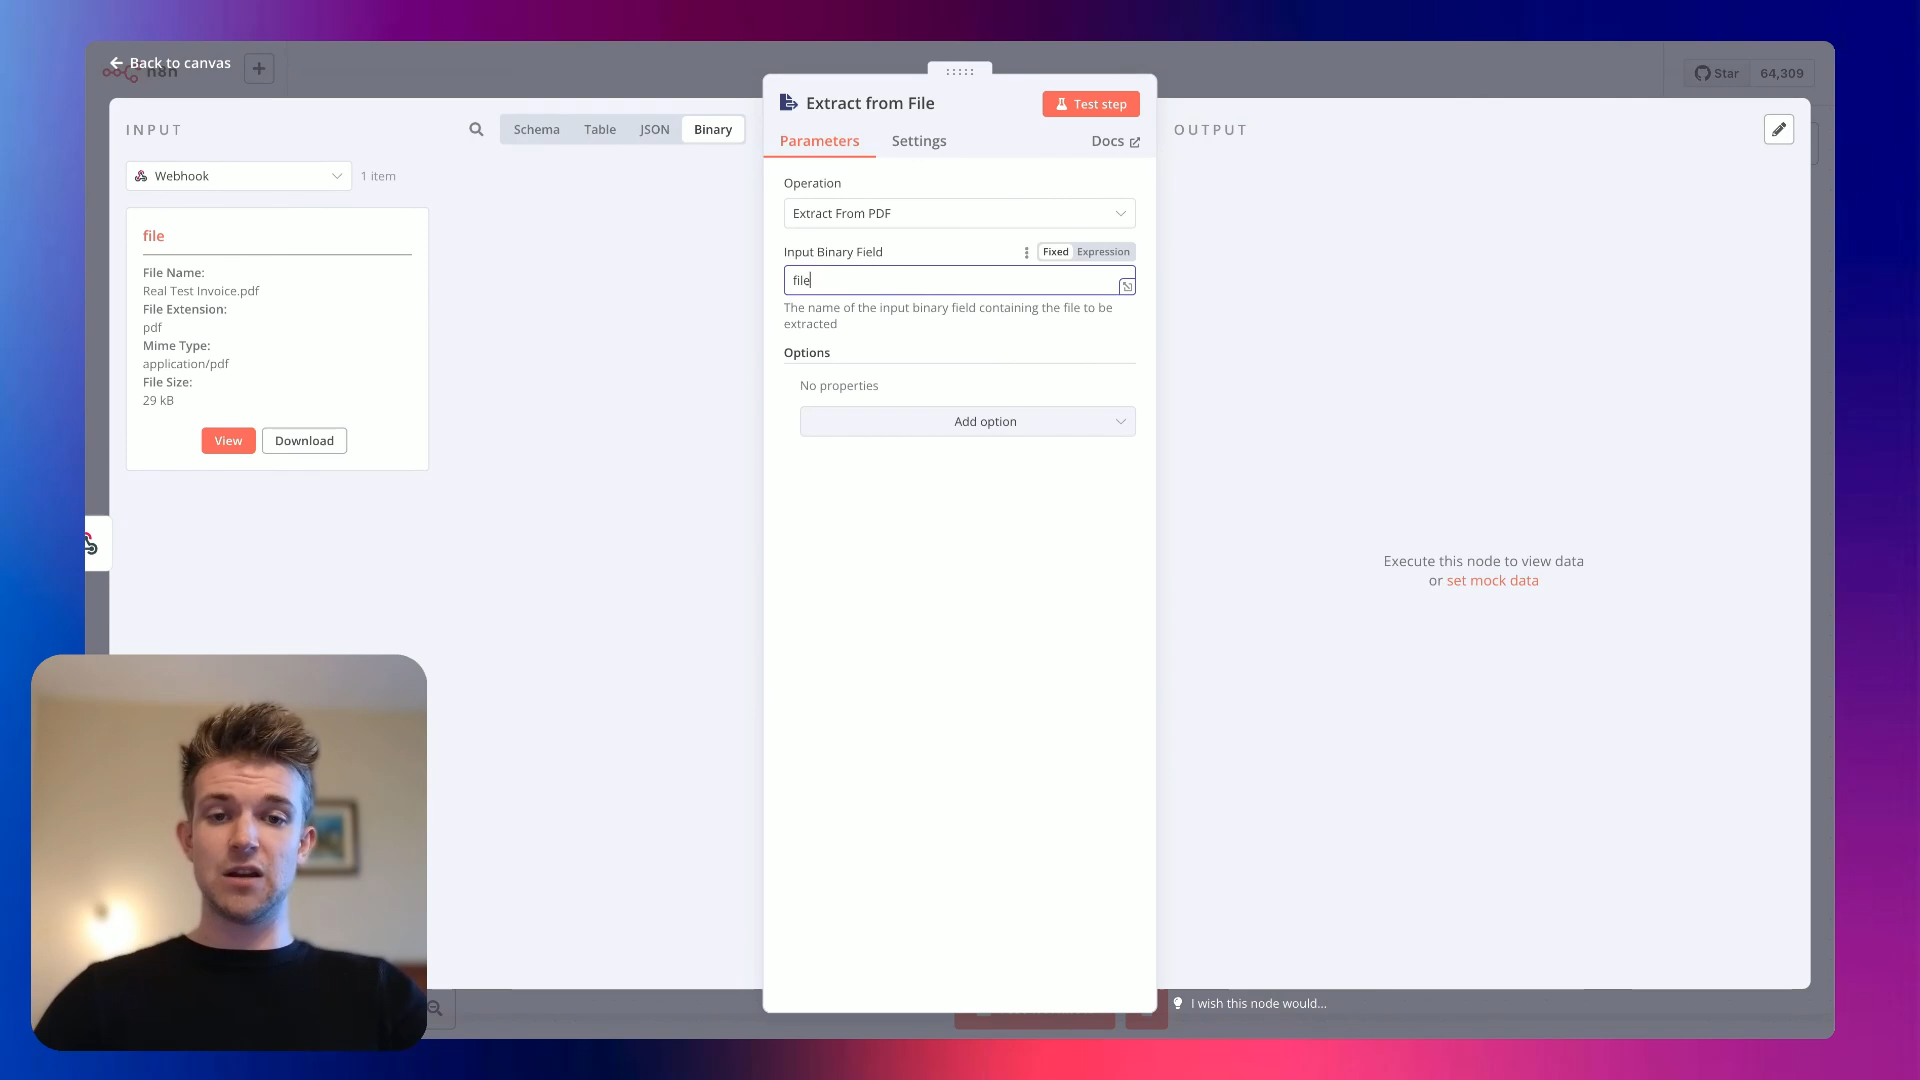 Back to canvas
n8n
Star 64,309
INPUT
Schema Table JSON Binary
Webhook
1 item
file
File Name:
Real Test Invoice.pdf
File Extension:
pdf
Mime Type:
application/pdf
File Size:
29 kB
View
Download
Extract from File
Test step
Parameters
Settings
Docs
Operation
Extract From PDF
Input Binary Field
Fixed Expression
file
The name of the input binary field containing the file to be
extracted
Options
No properties
Add option
OUTPUT
Execute this node to view data
or set mock data
I wish this node would...